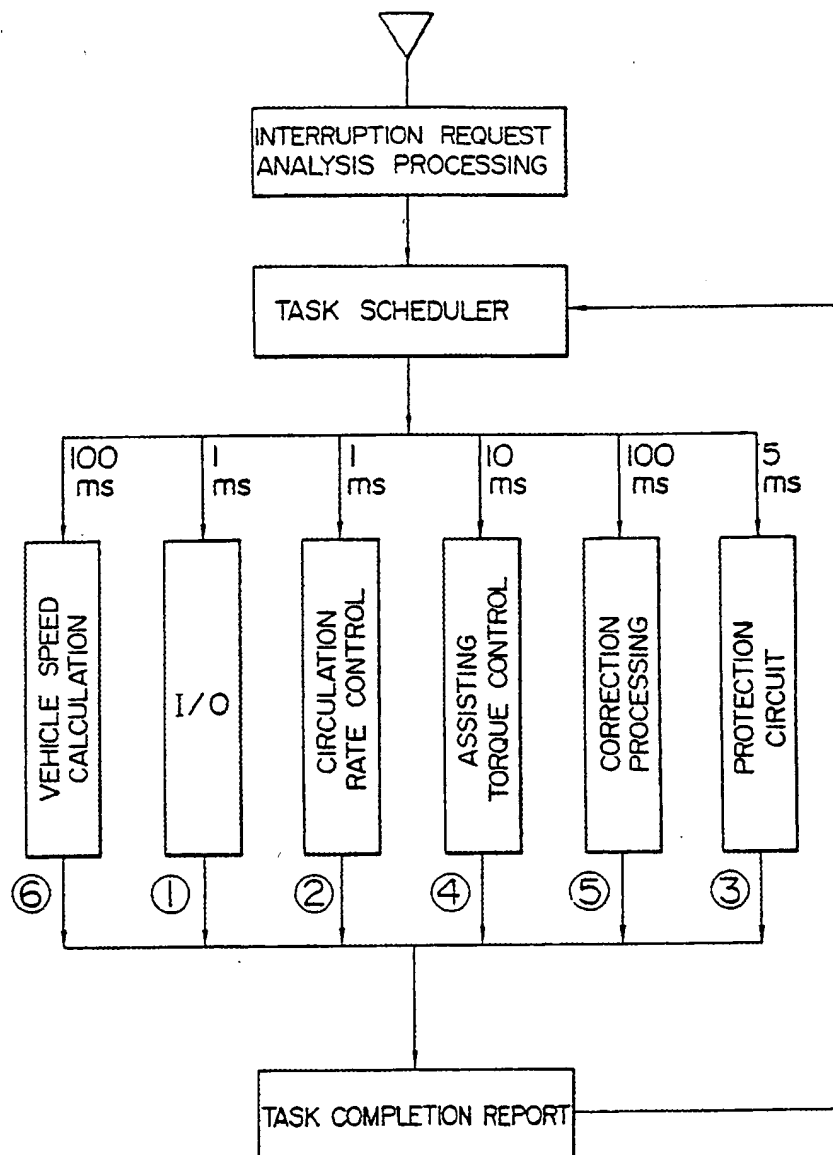 INTERRUPTION REQUEST
ANALYSIS PROCESSING
TASK SCHEDULER
100
ms
1
ms
1
ms
10
ms
100
ms
5
ms
VEHICLE SPEED
CALCULATION
I/O
CIRCULATION
RATE CONTROL
ASSISTING
TORQUE CONTROL
CORRECTION
PROCESSING
PROTECTION
CIRCUIT
⑥
①
②
④
⑤
③
TASK COMPLETION REPORT